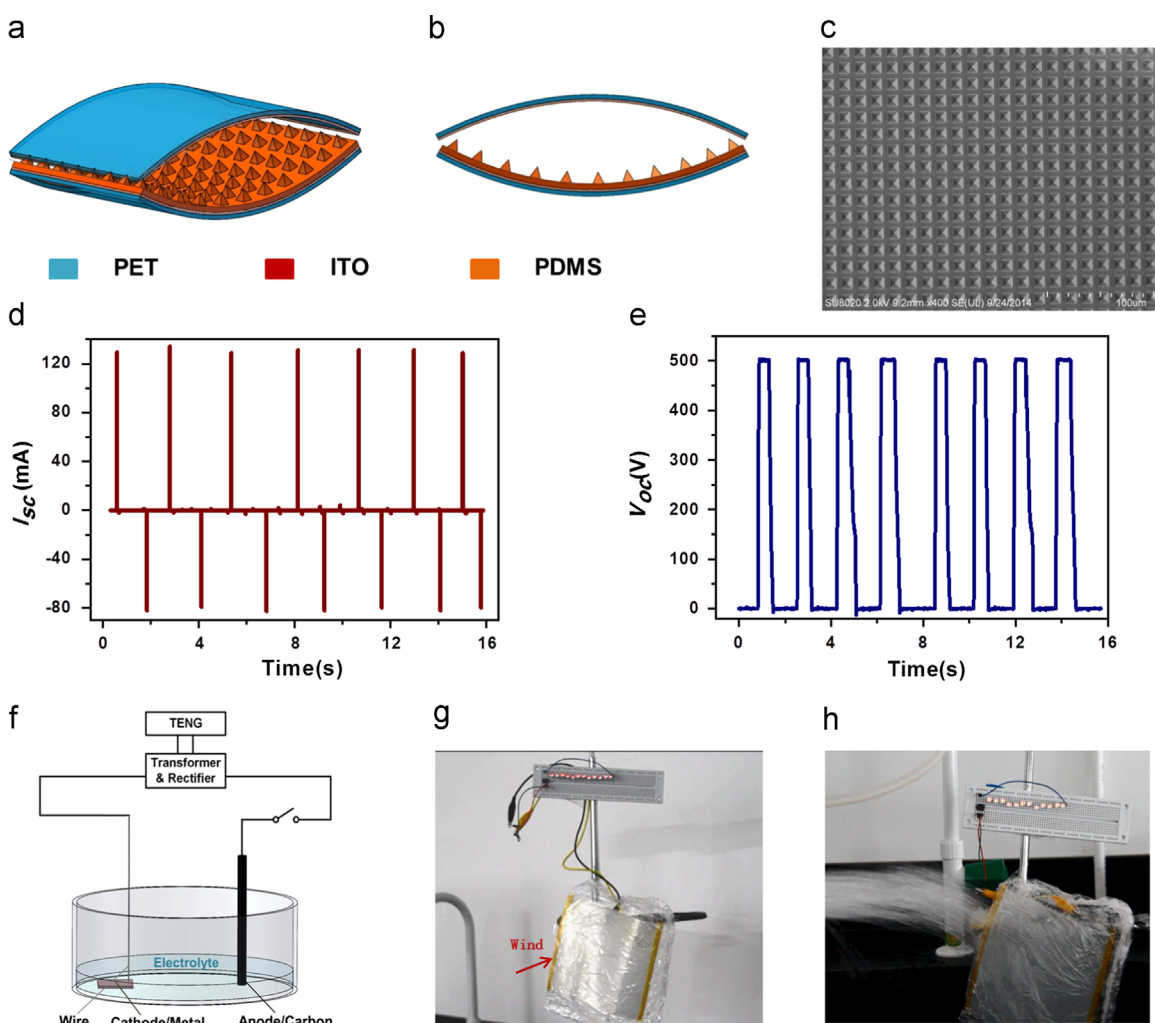 a
b
c
PET
ITO
PDMS
SU8020 2.0kV 9.2mm x400 SE(UL) 9/24/2014
100um
d
e
120
80
40
0
-40
-80
I_SC (mA)
0
4
8
12
16
Time(s)
500
400
300
200
100
0
V_OC(V)
0
4
8
12
16
Time(s)
f
g
h
TENG
Transformer
& Rectifier
Electrolyte
Wire
Cathode/Metal
Anode/Carbon
Wind